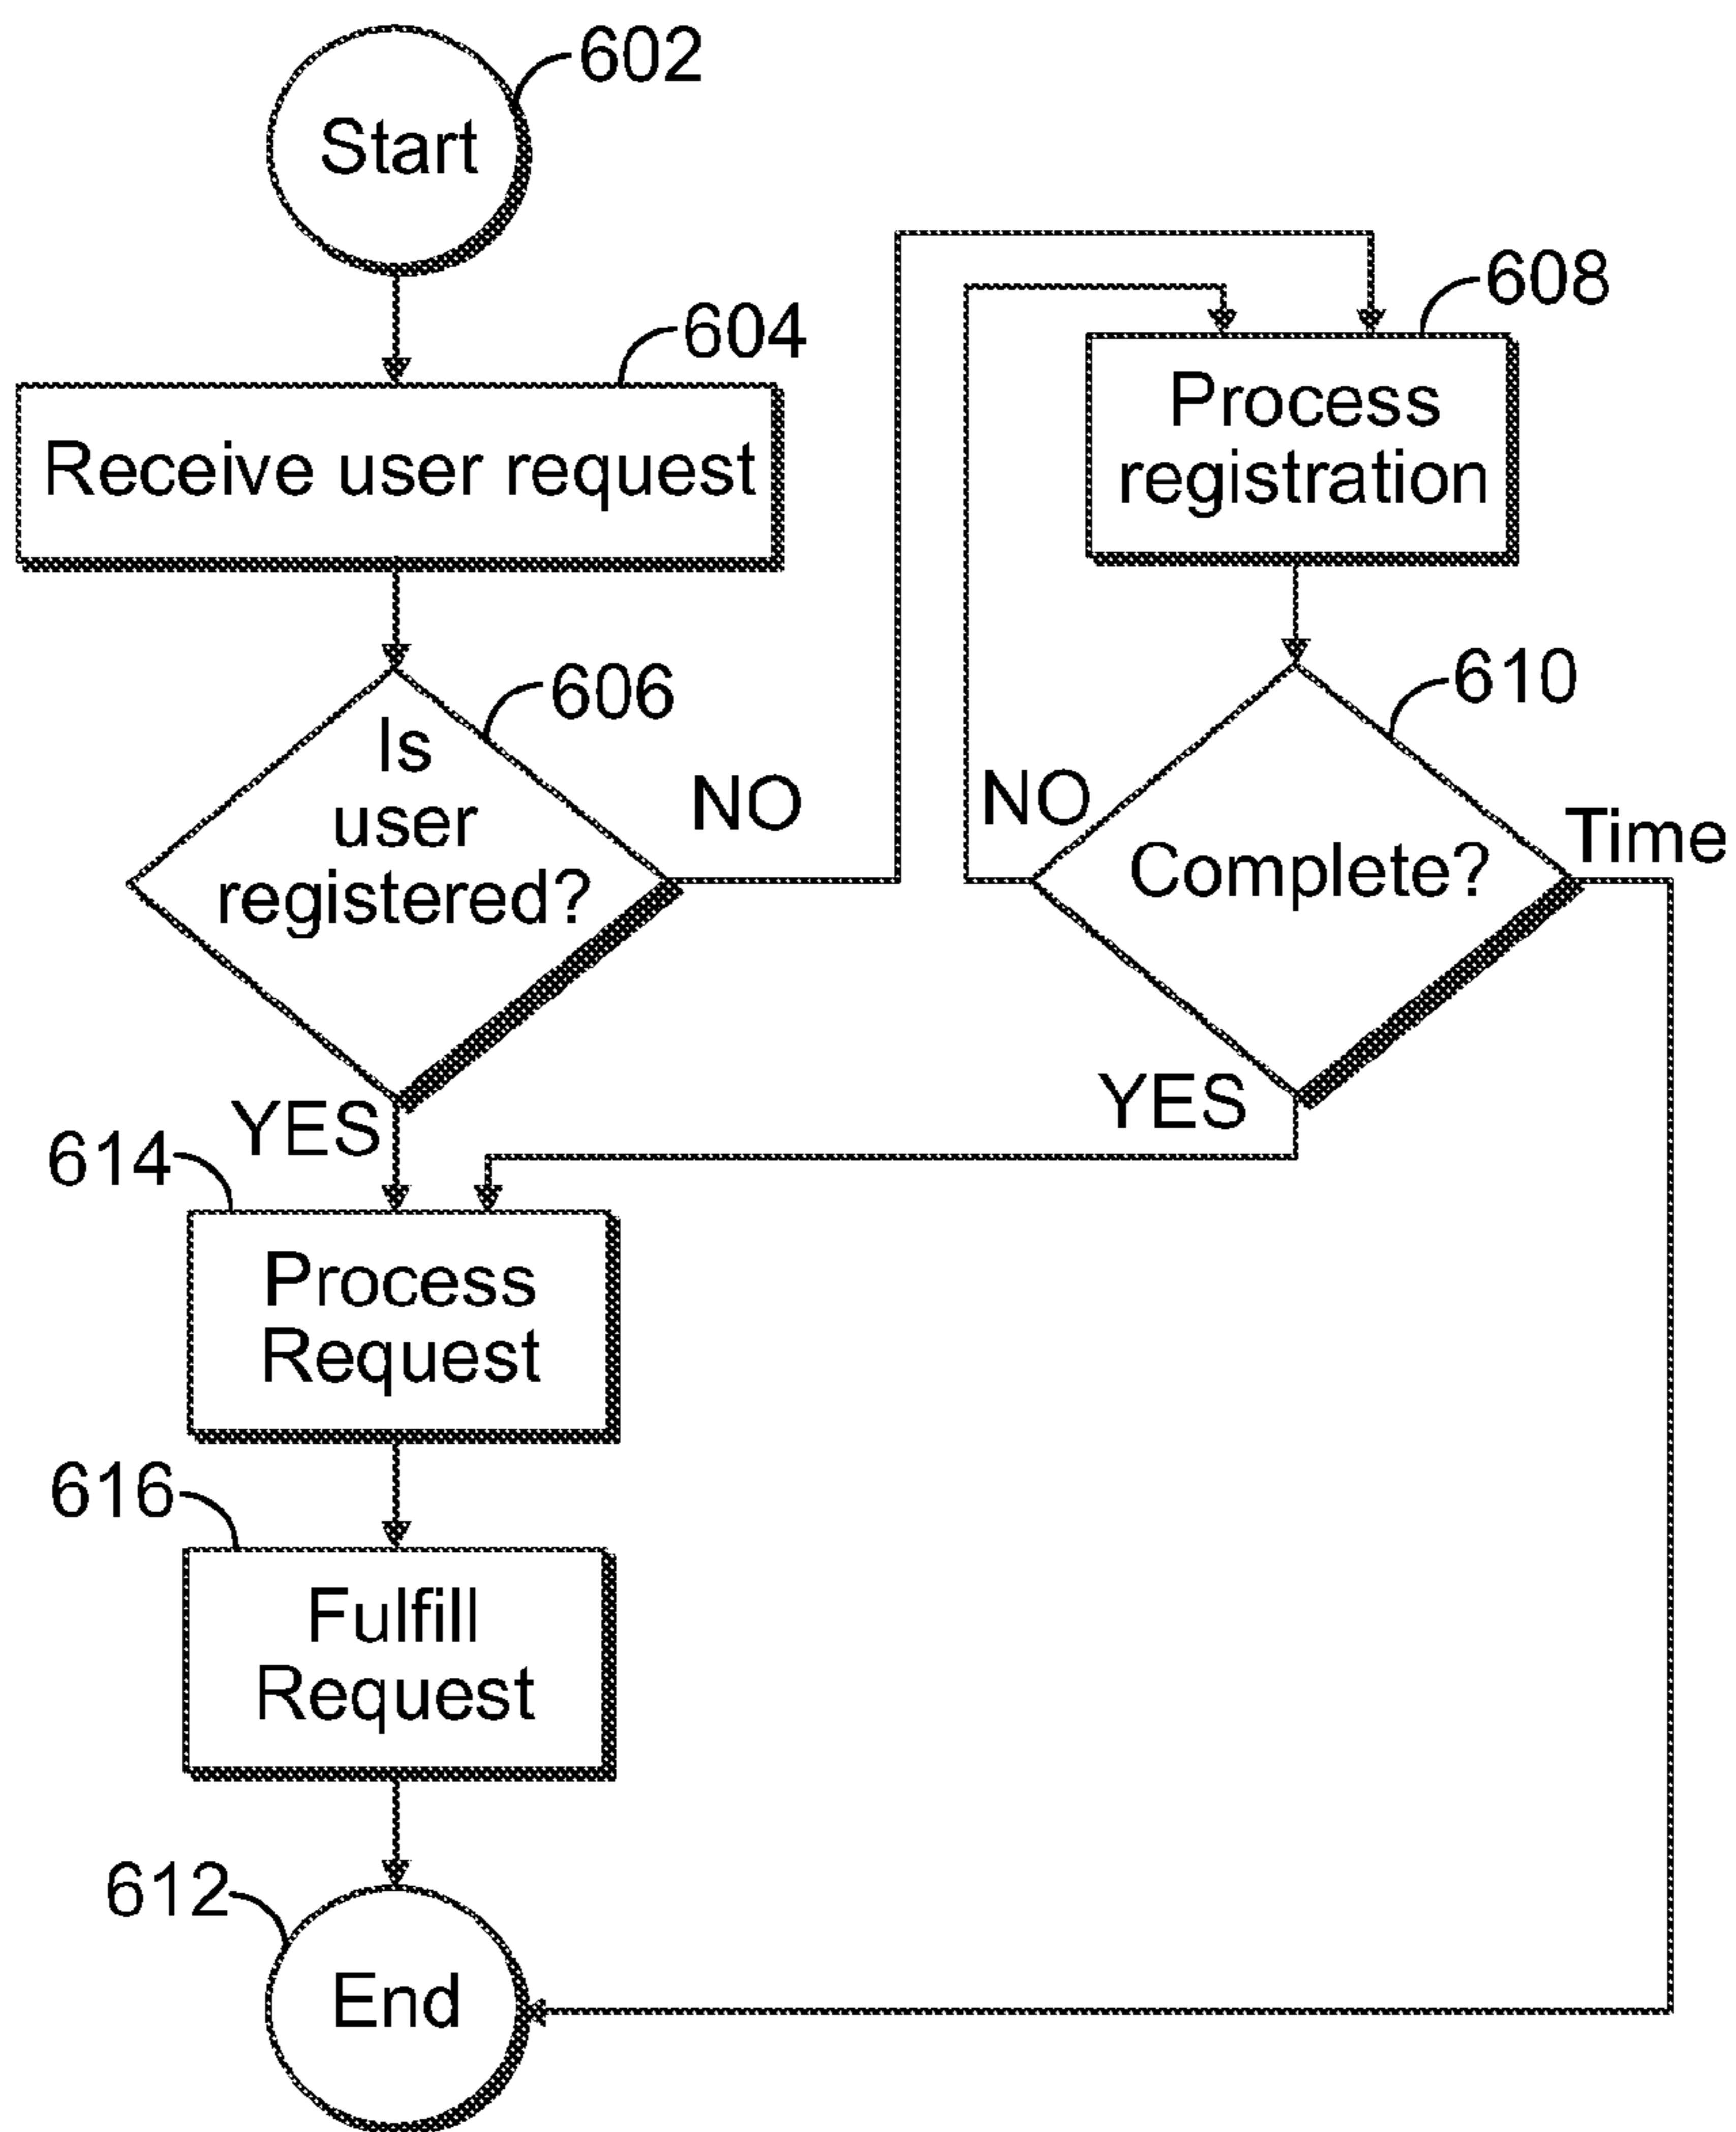 602
Start
604
Receive user request
606
Is
user
registered?
NO
608
Process
registration
610
NO
Complete?
Time
YES
YES
614
Process
Request
616
Fulfill
Request
612
End